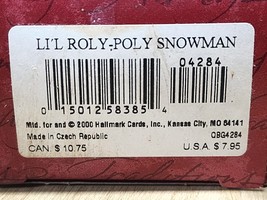 LI'L ROLY-POLY SNOWMAN
04284
0 15012 58385 4
Mfd. for and © 2000 Hallmark Cards, Inc., Kansas City, MO 64141
Made in Czech Republic QBG4284
CAN. $ 10.75 U.S.A. $ 7.95